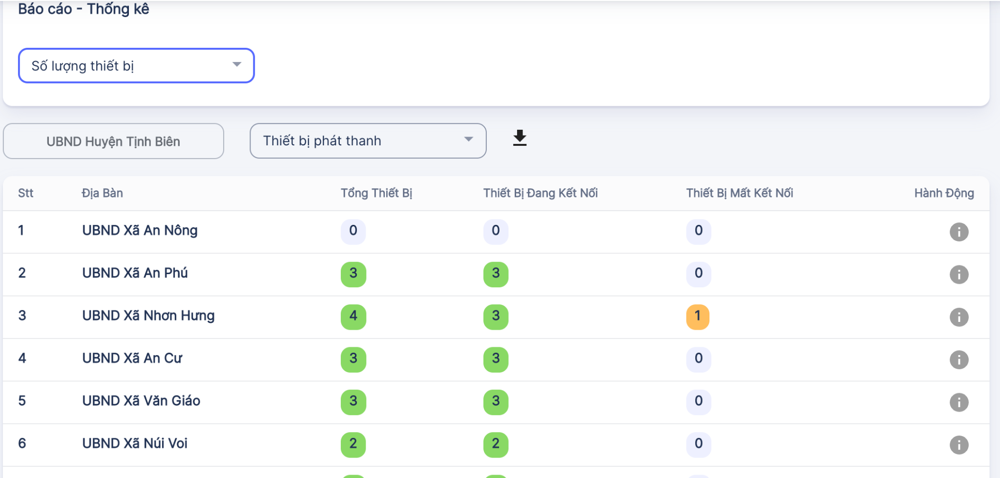 Báo cáo - Thống kê
Số lượng thiết bị
UBND Huyện Tịnh Biên
Thiết bị phát thanh
Stt Địa Bàn Tổng Thiết Bị Thiết Bị Đang Kết Nối Thiết Bị Mất Kết Nối Hành Động
1 UBND Xã An Nông 0 0 0
2 UBND Xã An Phú 3 3 0
3 UBND Xã Nhơn Hưng 4 3 1
4 UBND Xã An Cư 3 3 0
5 UBND Xã Văn Giáo 3 3 0
6 UBND Xã Núi Voi 2 2 0